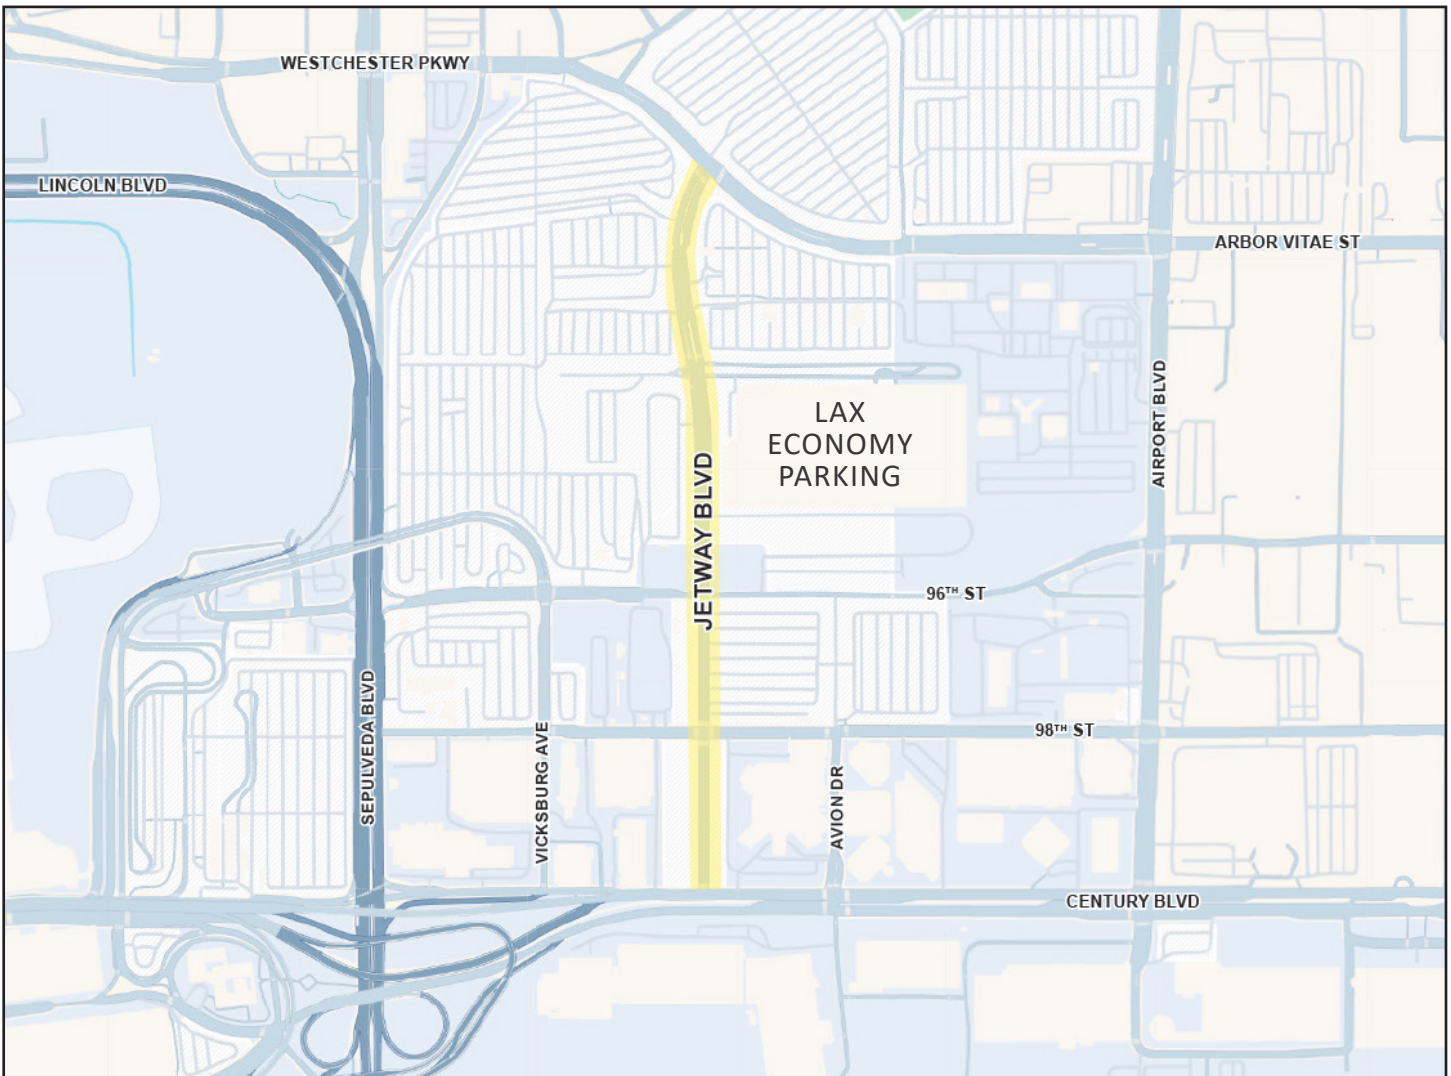 WESTCHESTER PKWY
LINCOLN BLVD
ARBOR VITAE ST
LAX
ECONOMY
PARKING
AIRPORT BLVD
JETWAY BLVD
96TH ST
SEPULVEDA BLVD
VICKSBURG AVE
98TH ST
AVION DR
CENTURY BLVD